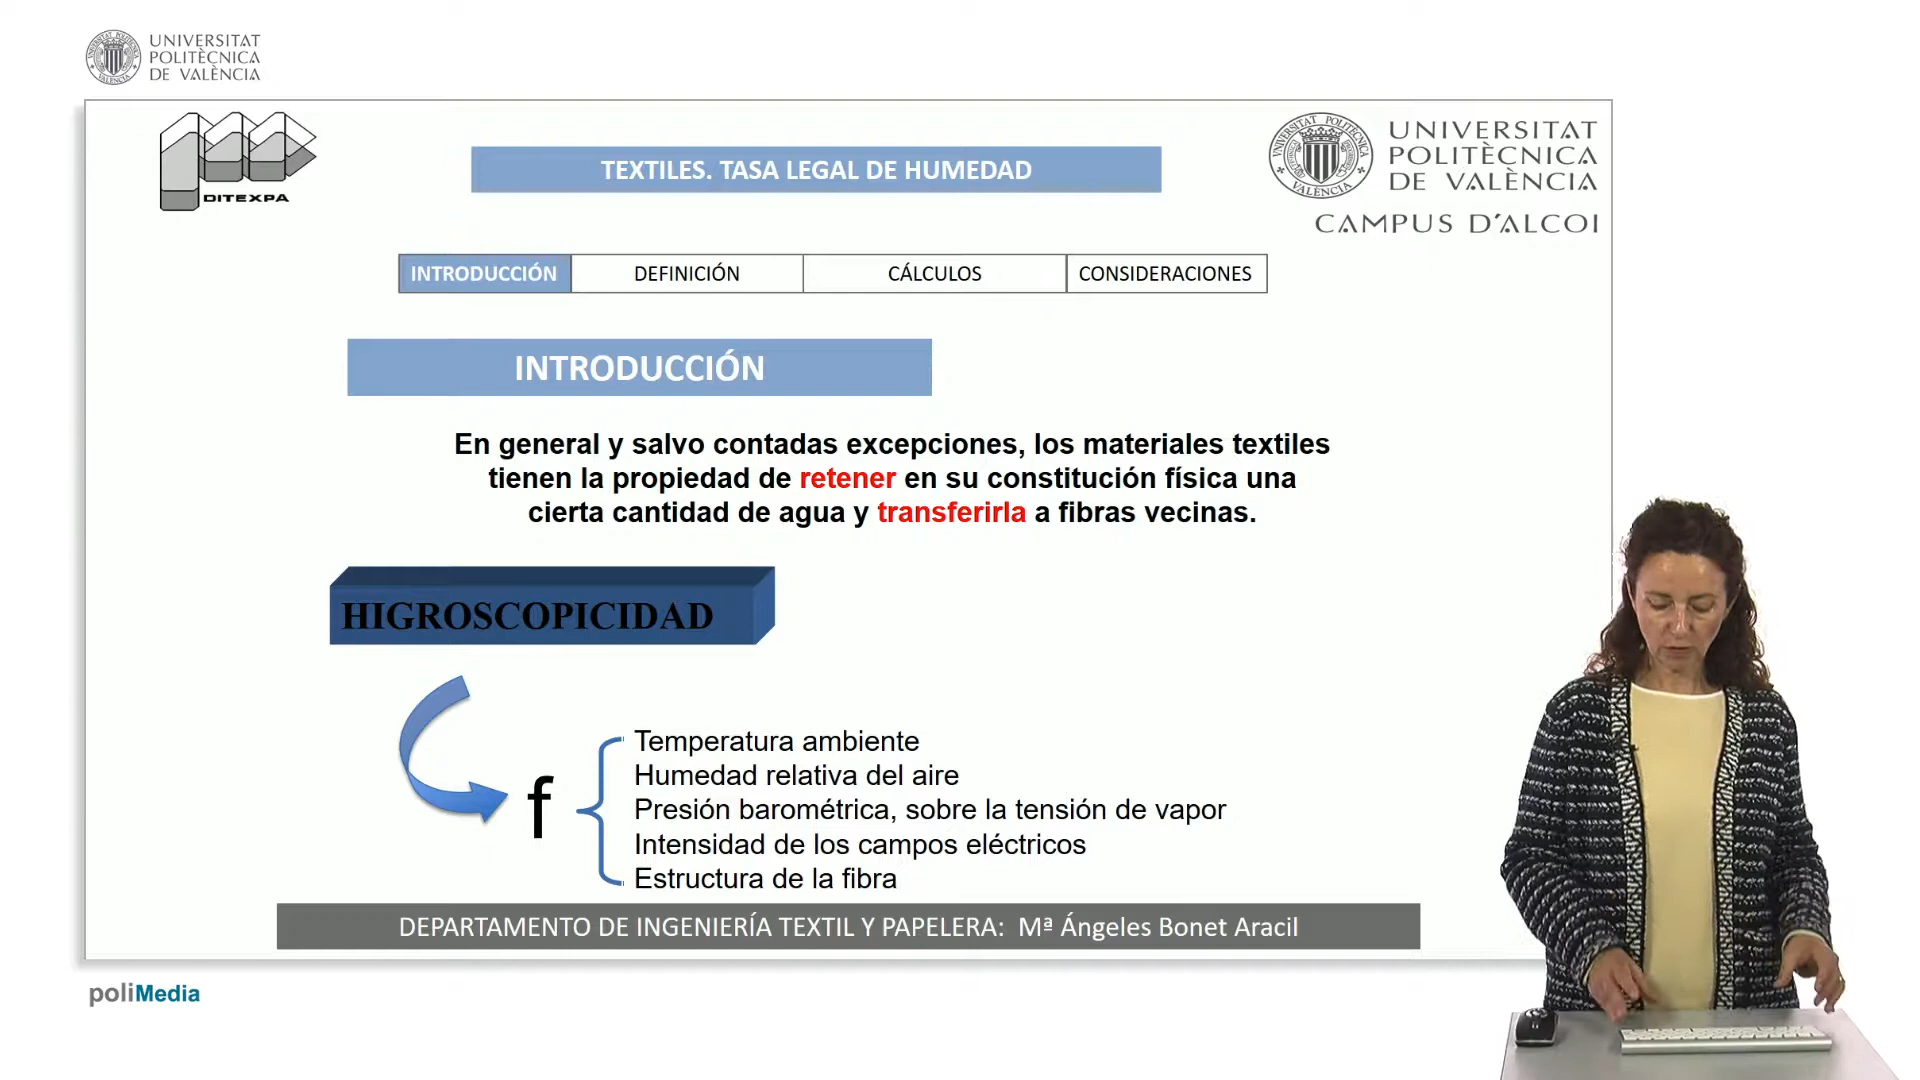 UNIVERSITAT
POLITÈCNICA
DE VALÈNCIA
DITEXPA
TEXTILES. TASA LEGAL DE HUMEDAD
UNIVERSITAT
POLITÈCNICA
DE VALÈNCIA
CAMPUS D'ALCOI
INTRODUCCIÓN DEFINICIÓN CÁLCULOS CONSIDERACIONES
INTRODUCCIÓN
En general y salvo contadas excepciones, los materiales textiles
tienen la propiedad de retener en su constitución física una
cierta cantidad de agua y transferirla a fibras vecinas.
HIGROSCOPICIDAD
f
Temperatura ambiente
Humedad relativa del aire
Presión barométrica, sobre la tensión de vapor
Intensidad de los campos eléctricos
Estructura de la fibra
DEPARTAMENTO DE INGENIERÍA TEXTIL Y PAPELERA: Mª Ángeles Bonet Aracil
poliMedia